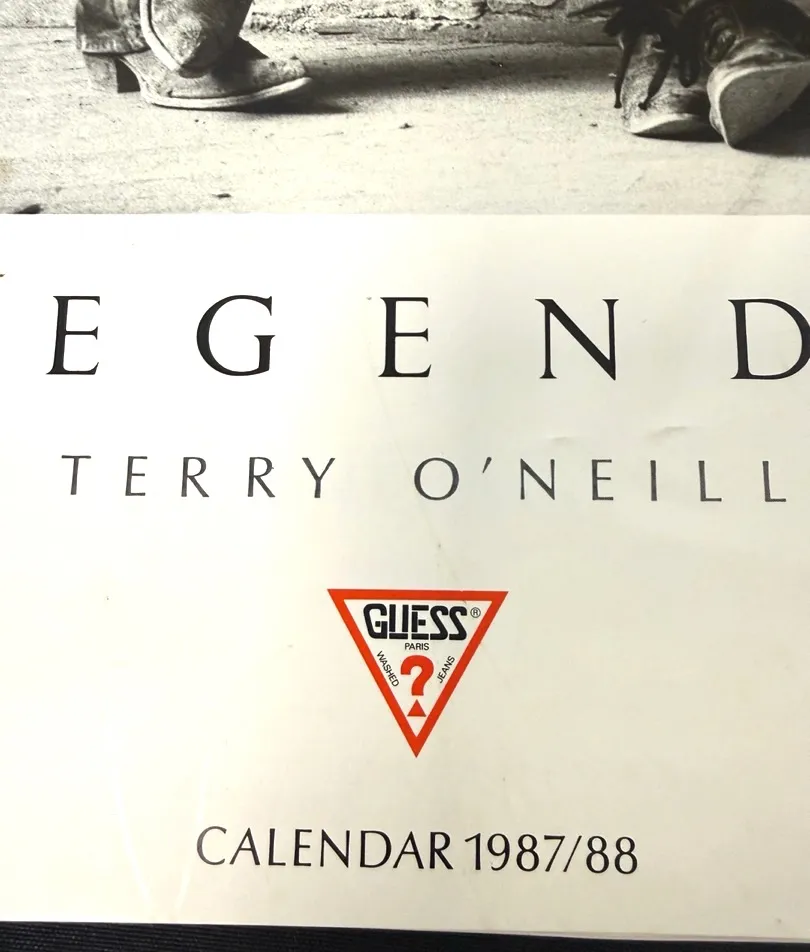 EGEND
TERRY O'NEILL
GUESS®
PARIS
WASHED ? JEANS
CALENDAR 1987/88